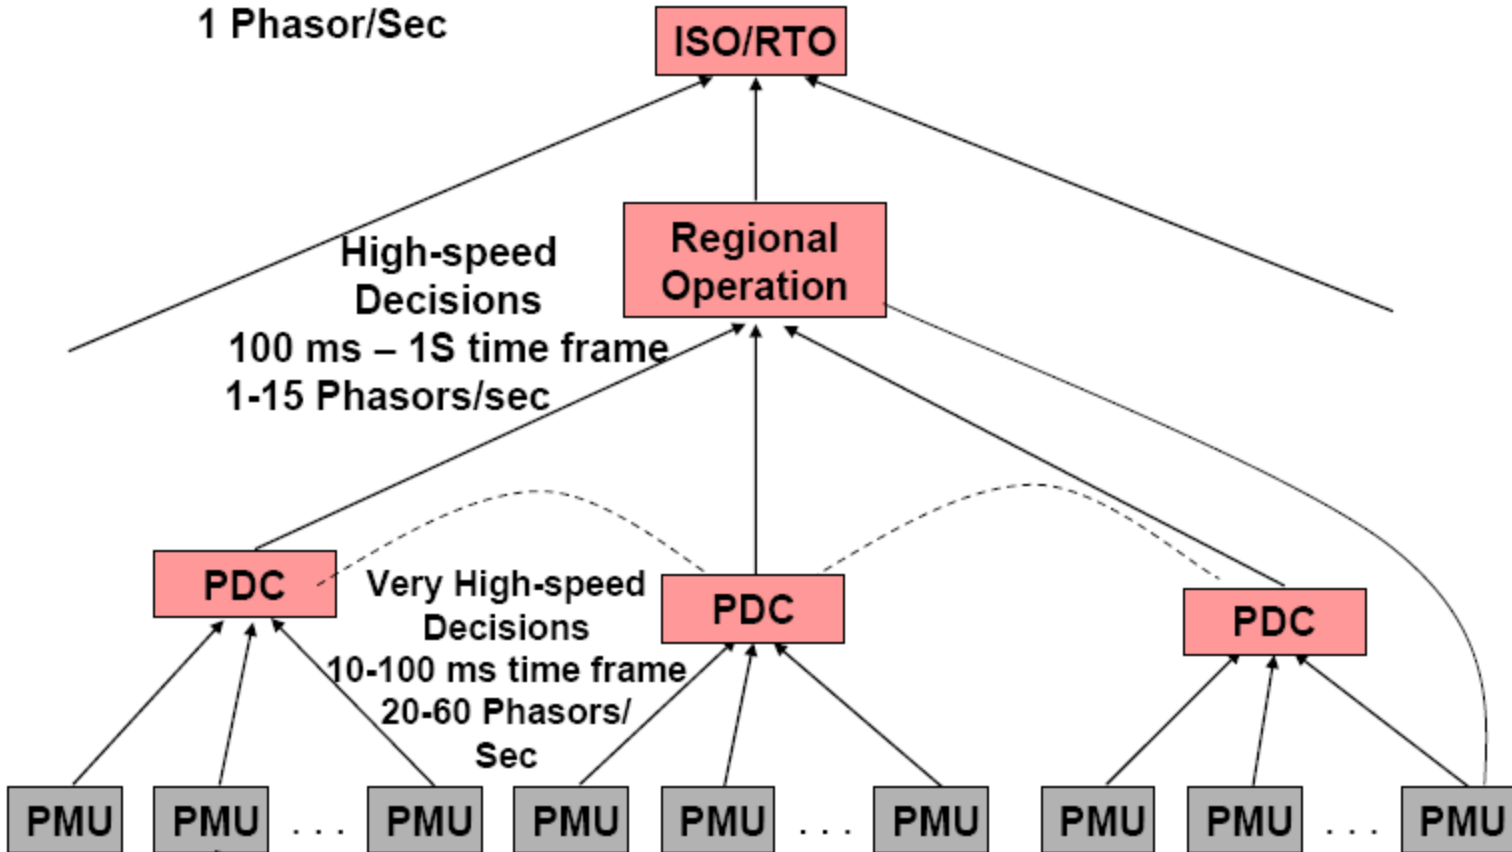 1 Phasor/Sec
ISO/RTO
Regional
Operation
High-speed
Decisions
100 ms – 1S time frame
1-15 Phasors/sec
PDC
Very High-speed
Decisions
10-100 ms time frame
20-60 Phasors/
Sec
PDC
PDC
PMU PMU . . . PMU PMU PMU . . . PMU PMU PMU . . . PMU